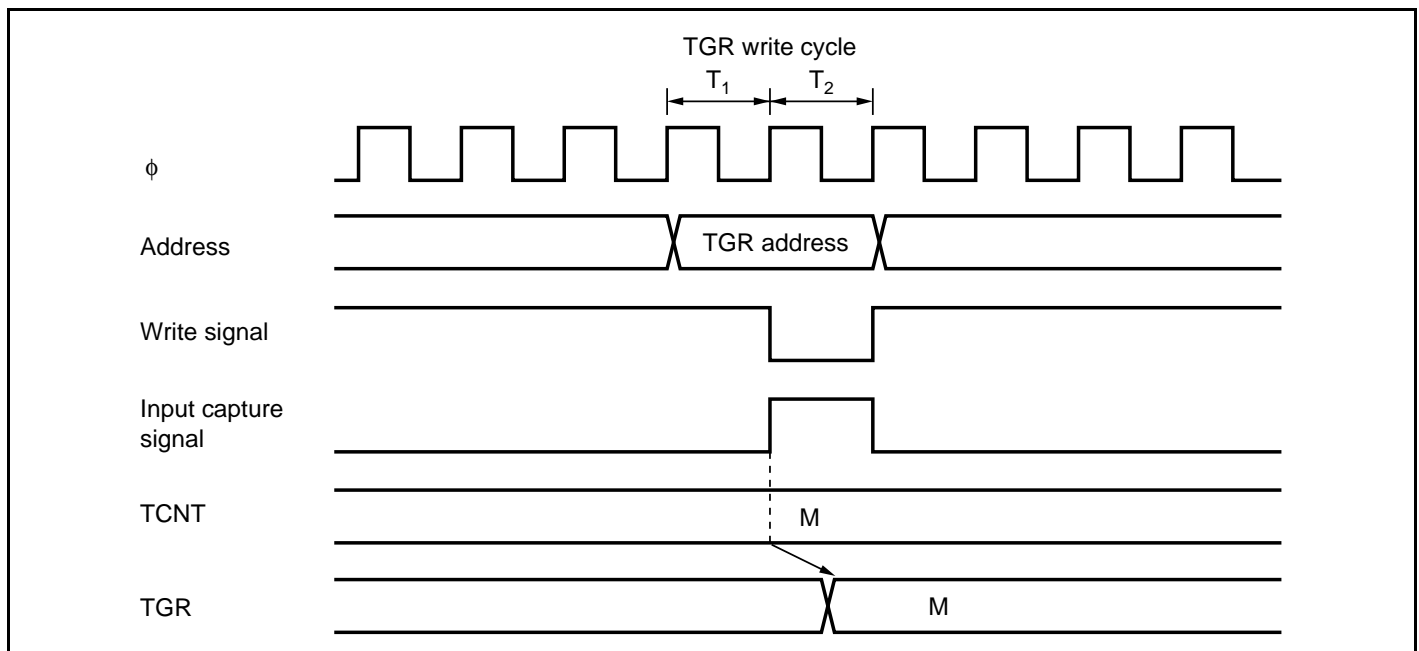 TGR write cycle
T₁ T₂
ϕ
Address
TGR address
Write signal
Input capture
signal
TCNT
M
TGR
M